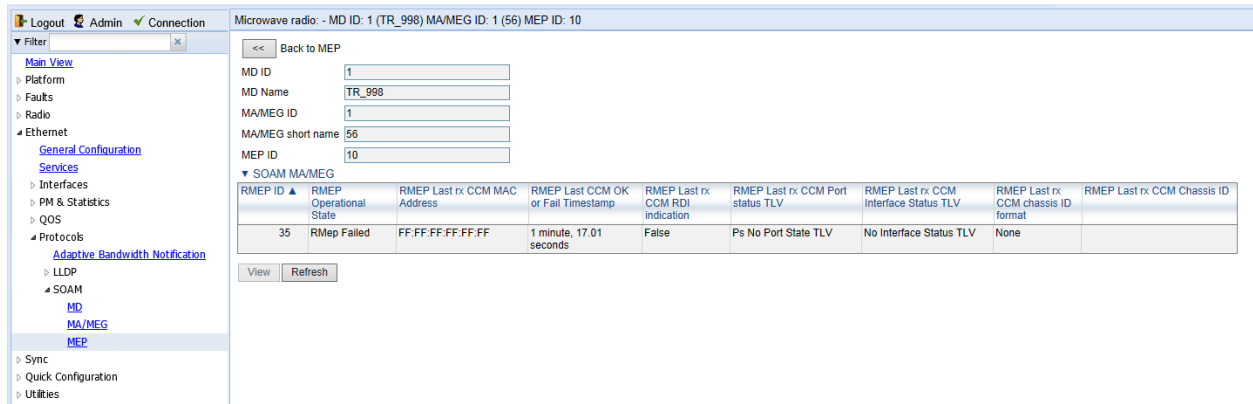 Logout Admin Connection
Filter
Main View
Platform
Faults
Radio
Ethernet
General Configuration
Services
Interfaces
PM & Statistics
QOS
Protocols
Adaptive Bandwidth Notification
LLDP
SOAM
MD
MA/MEG
MEP
Sync
Quick Configuration
Utilities
Microwave radio: - MD ID: 1 (TR_998) MA/MEG ID: 1 (56) MEP ID: 10
<< Back to MEP
MD ID 1
MD Name TR_998
MA/MEG ID 1
MA/MEG short name 56
MEP ID 10
▼ SOAM MA/MEG
RMEP ID ▲ RMEP RMEP Last rx CCM MAC RMEP Last CCM OK RMEP Last rx RMEP Last rx CCM Port RMEP Last rx CCM RMEP Last rx RMEP Last rx CCM Chassis ID
Operational Address or Fail Timestamp CCM RDI status TLV Interface Status TLV CCM chassis ID
State indication format
35 RMep Failed FF:FF:FF:FF:FF:FF 1 minute, 17.01 False Ps No Port State TLV No Interface Status TLV None
seconds
View Refresh